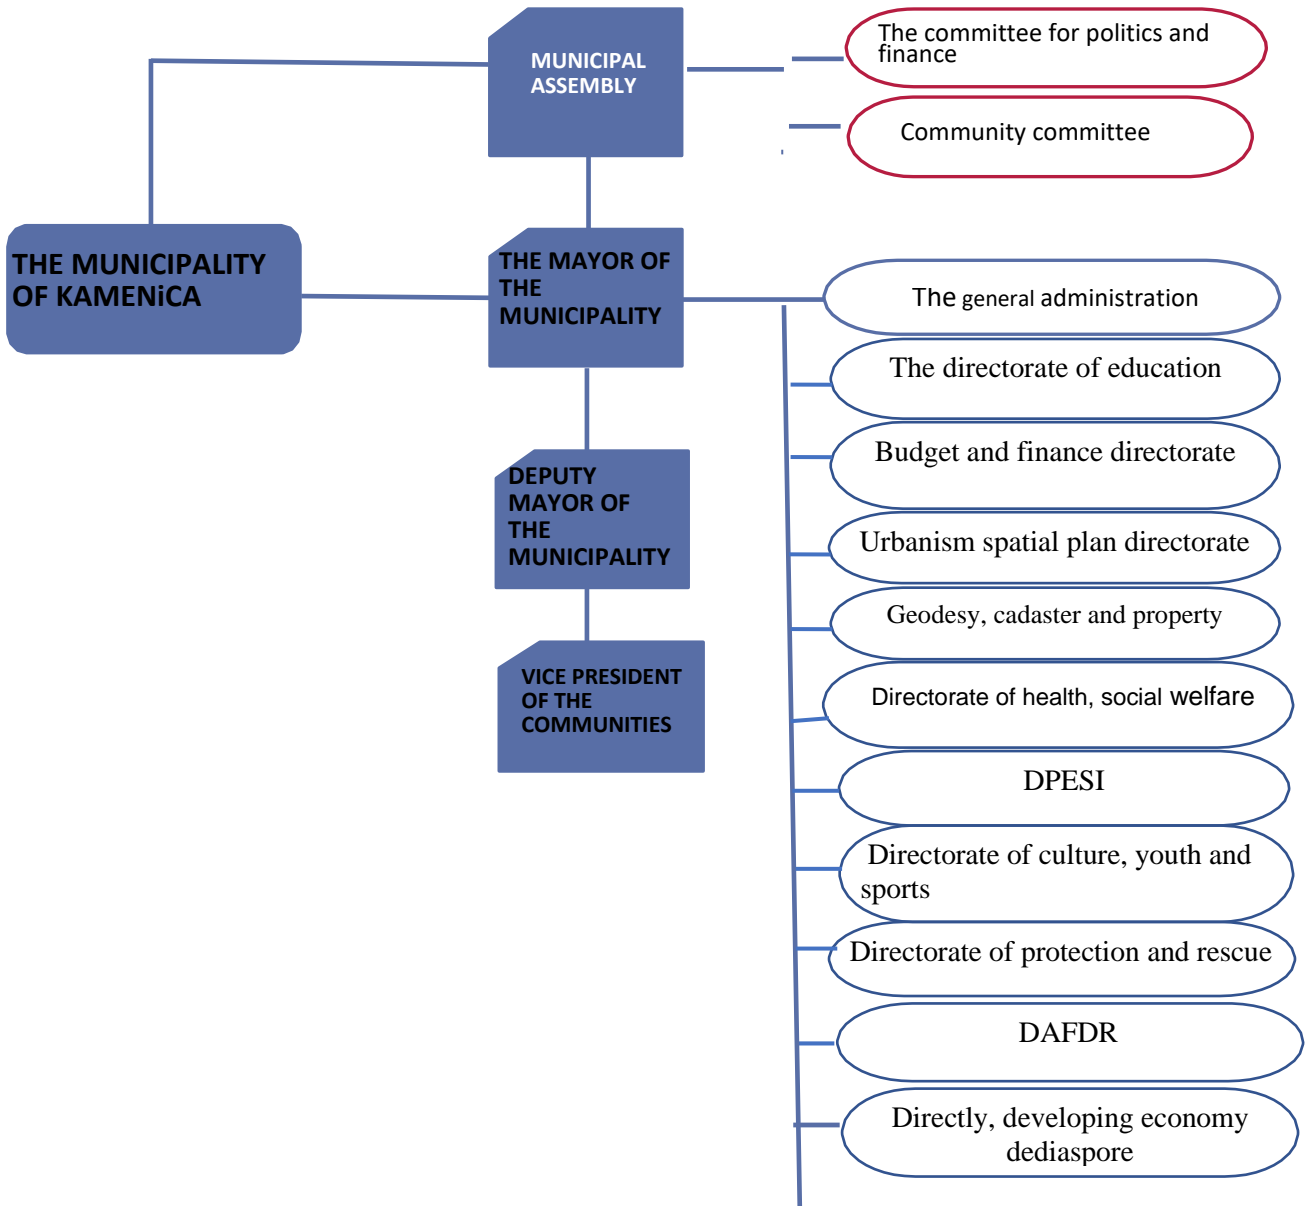 MUNICIPAL
ASSEMBLY
The committee for politics and
finance
Community committee
THE MUNICIPALITY
OF KAMENiCA
THE MAYOR OF
THE
MUNICIPALITY
DEPUTY
MAYOR OF
THE
MUNICIPALITY
VICE PRESIDENT
OF THE
COMMUNITIES
The general administration
The directorate of education
Budget and finance directorate
Urbanism spatial plan directorate
Geodesy, cadaster and property
Directorate of health, social welfare
DPESI
Directorate of culture, youth and
sports
Directorate of protection and rescue
DAFDR
Directly, developing economy
dediaspore